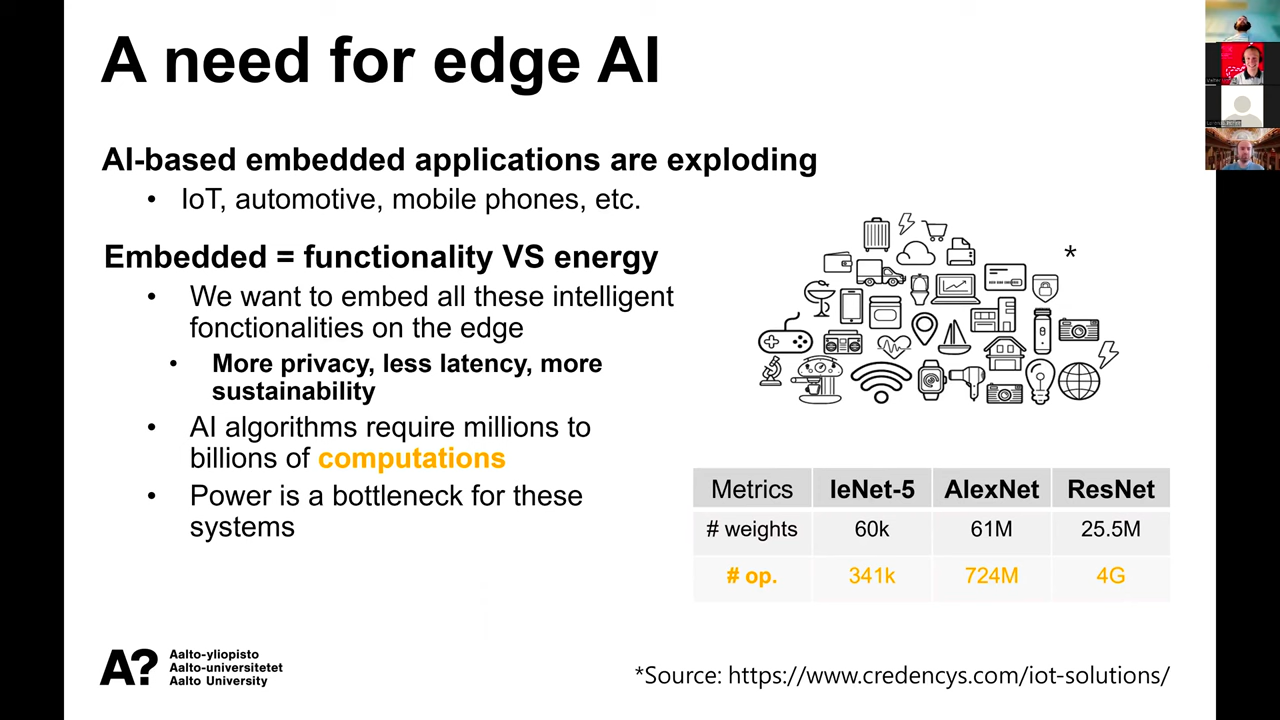 A need for edge AI
AI-based embedded applications are exploding
• IoT, automotive, mobile phones, etc.
Embedded = functionality VS energy
• We want to embed all these intelligent
fonctionalities on the edge
• More privacy, less latency, more
sustainability
• AI algorithms require millions to
billions of computations
• Power is a bottleneck for these
systems
*
Metrics leNet-5 AlexNet ResNet
# weights 60k 61M 25.5M
# op. 341k 724M 4G
A?
Aalto-yliopisto
Aalto-universitetet
Aalto University
*Source: https://www.credencys.com/iot-solutions/